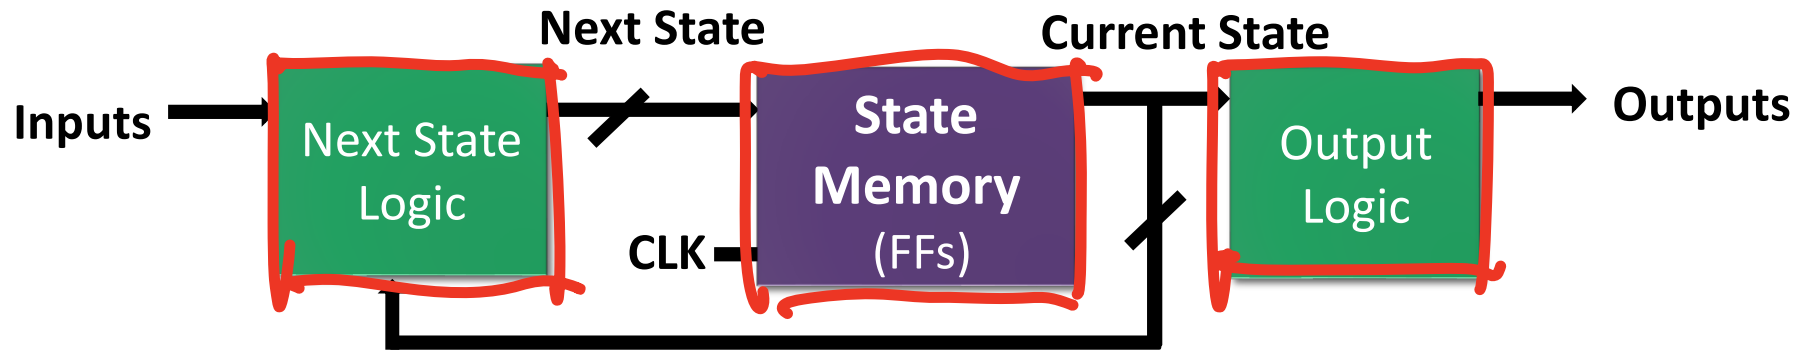 Next State
Current State
Inputs
Next State
Logic
State
Memory
(FFs)
CLK
Output
Logic
Outputs